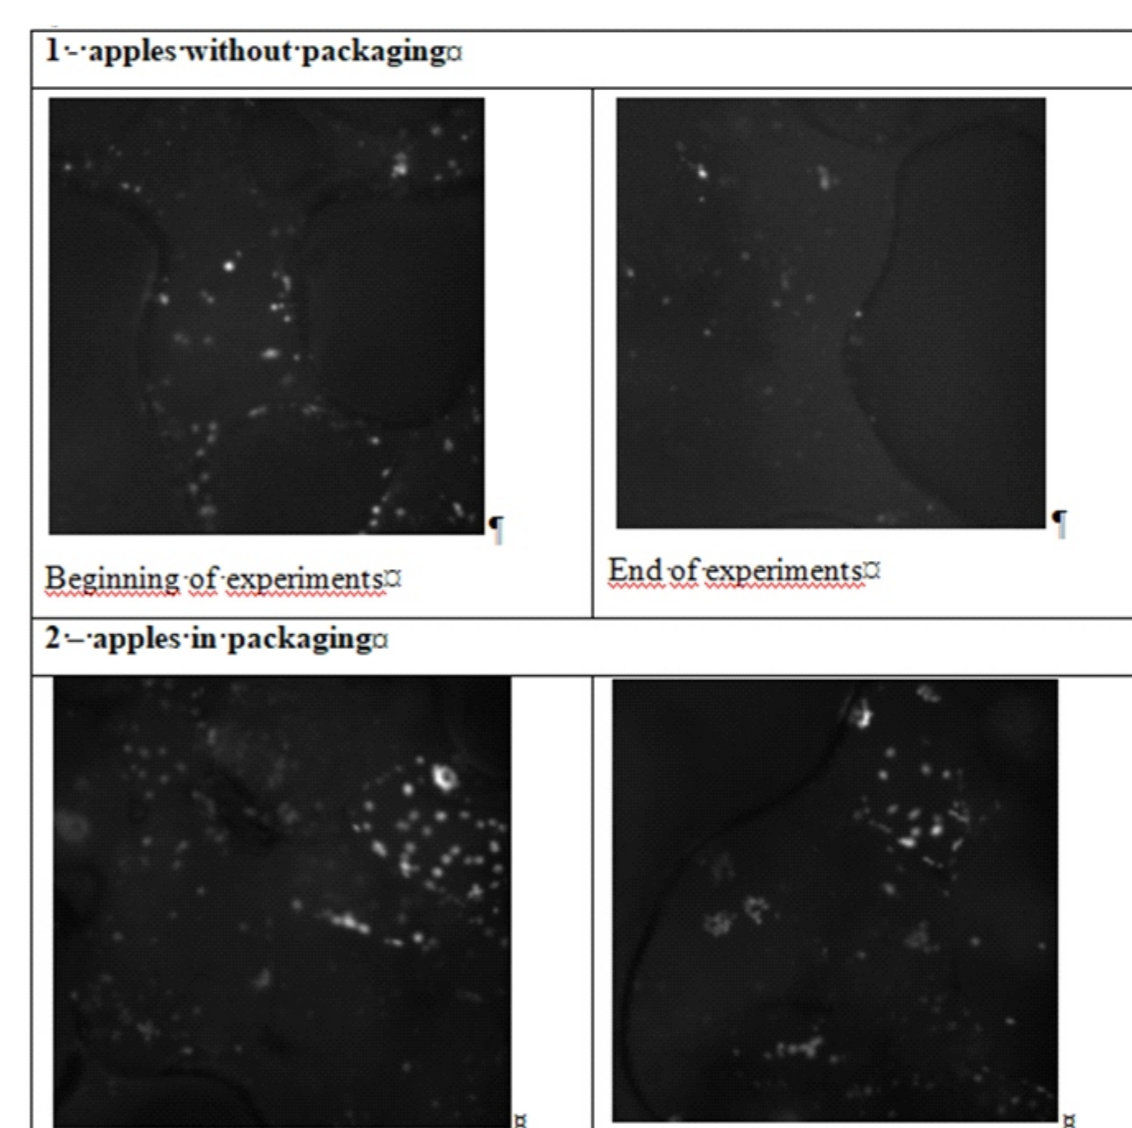 1·-·apples·without·packaging¤
¶
¶
Beginning·of·experiments¤
End·of·experiments¤
2·–·apples·in·packaging¤
¤
¤